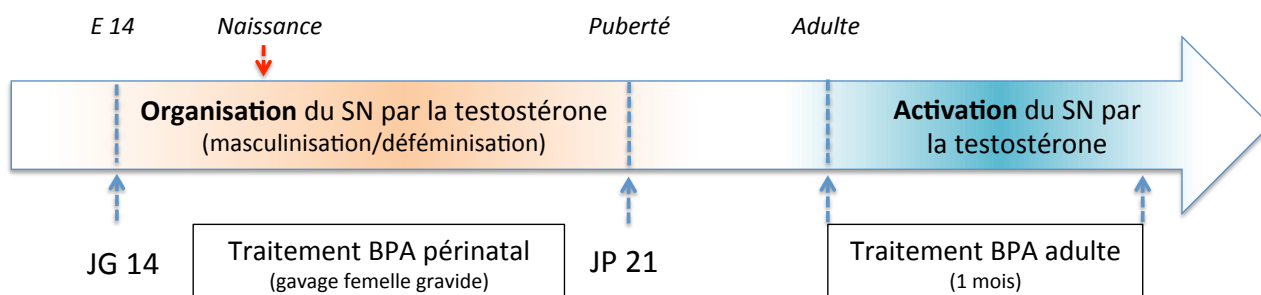 E 14 Naissance Puberté Adulte
Organisation du SN par la testostérone
(masculinisation/déféminisation)
Activation du SN par
la testostérone
JG 14
Traitement BPA périnatal
(gavage femelle gravide)
JP 21
Traitement BPA adulte
(1 mois)